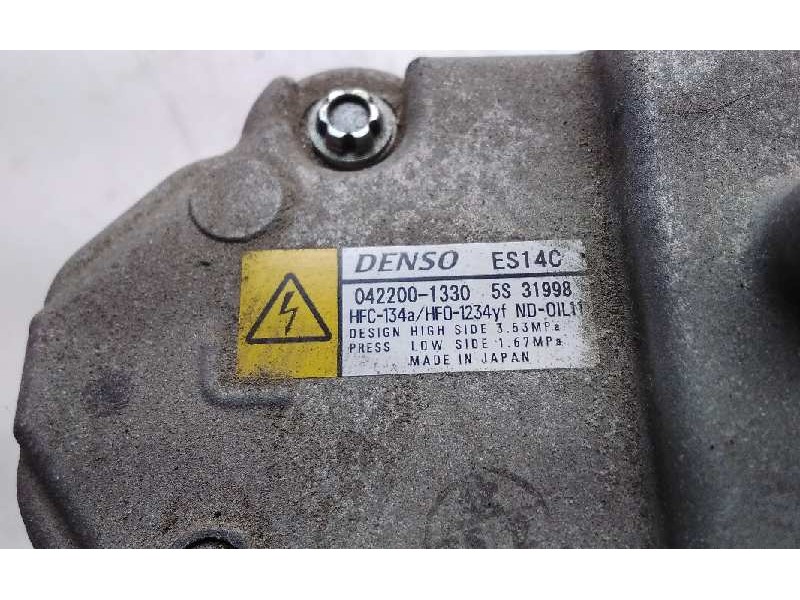 DENSO ES14C
042200-1330 5S 31998
HFC-134a/HFO-1234yf ND-OIL11
DESIGN HIGH SIDE 3.53MPa
PRESS LOW SIDE 1.67MPa
MADE IN JAPAN